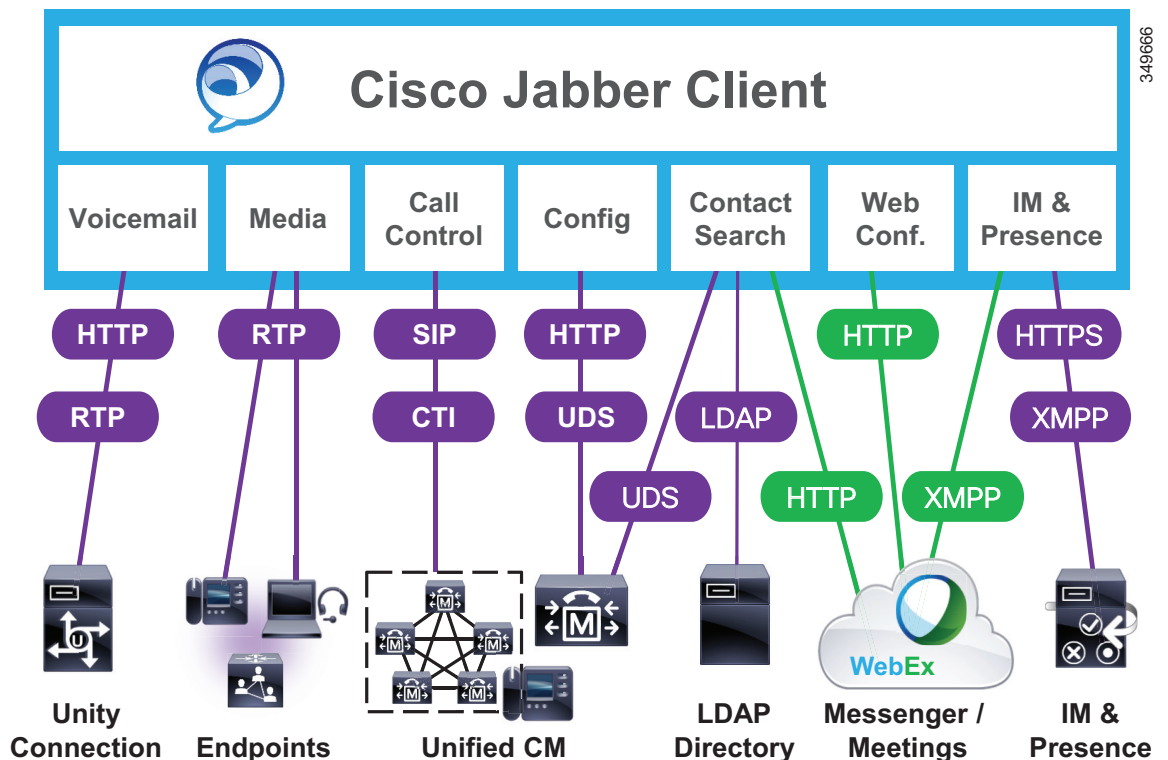 349666
Cisco Jabber Client
Voicemail
Media
Call
Control
Config
Contact
Search
Web
Conf.
IM &
Presence
HTTP
RTP
SIP
HTTP
HTTP
HTTPS
RTP
CTI
UDS
LDAP
XMPP
UDS
HTTP
XMPP
U
M
M
M
M
M
M
WebEx
Unity
Connection
Endpoints
Unified CM
LDAP
Directory
Messenger /
Meetings
IM &
Presence